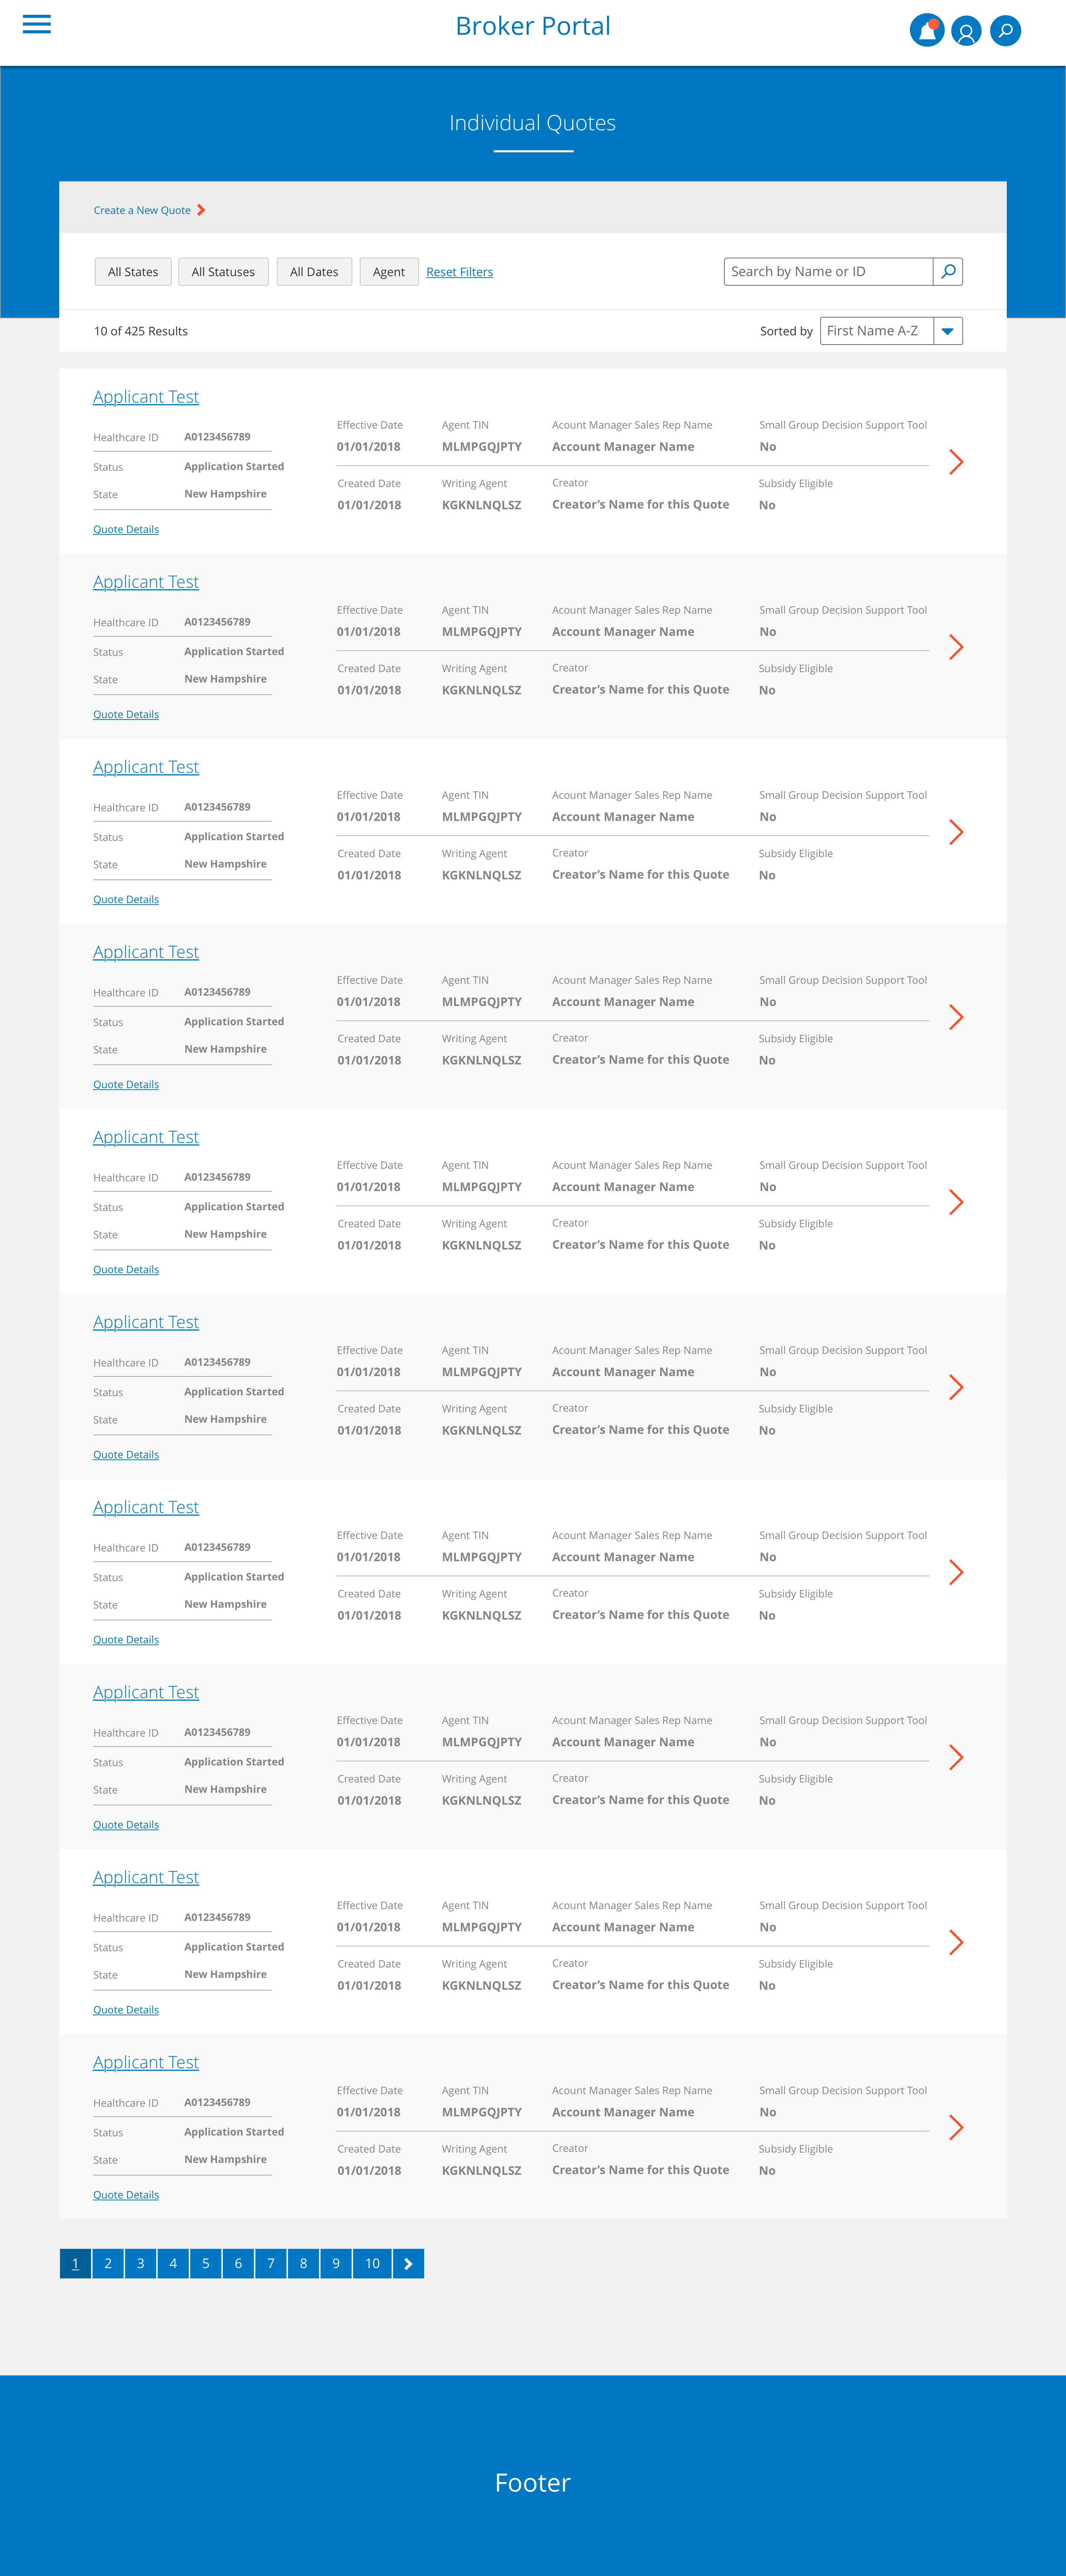 Broker Portal
Individual Quotes
Create a New Quote
All States All Statuses All Dates Agent Reset Filters Search by Name or ID
10 of 425 Results Sorted by First Name A-Z
Applicant Test
Effective Date Agent TIN Acount Manager Sales Rep Name Small Group Decision Support Tool
Healthcare ID A0123456789
01/01/2018 MLMPGQJPTY Account Manager Name No
Status Application Started
Created Date Writing Agent Creator Subsidy Eligible
State New Hampshire
01/01/2018 KGKNLNQLSZ Creator’s Name for this Quote No
Quote Details
Applicant Test
Effective Date Agent TIN Acount Manager Sales Rep Name Small Group Decision Support Tool
Healthcare ID A0123456789
01/01/2018 MLMPGQJPTY Account Manager Name No
Status Application Started
Created Date Writing Agent Creator Subsidy Eligible
State New Hampshire
01/01/2018 KGKNLNQLSZ Creator’s Name for this Quote No
Quote Details
Applicant Test
Effective Date Agent TIN Acount Manager Sales Rep Name Small Group Decision Support Tool
Healthcare ID A0123456789
01/01/2018 MLMPGQJPTY Account Manager Name No
Status Application Started
Created Date Writing Agent Creator Subsidy Eligible
State New Hampshire
01/01/2018 KGKNLNQLSZ Creator’s Name for this Quote No
Quote Details
Applicant Test
Effective Date Agent TIN Acount Manager Sales Rep Name Small Group Decision Support Tool
Healthcare ID A0123456789
01/01/2018 MLMPGQJPTY Account Manager Name No
Status Application Started
Created Date Writing Agent Creator Subsidy Eligible
State New Hampshire
01/01/2018 KGKNLNQLSZ Creator’s Name for this Quote No
Quote Details
Applicant Test
Effective Date Agent TIN Acount Manager Sales Rep Name Small Group Decision Support Tool
Healthcare ID A0123456789
01/01/2018 MLMPGQJPTY Account Manager Name No
Status Application Started
Created Date Writing Agent Creator Subsidy Eligible
State New Hampshire
01/01/2018 KGKNLNQLSZ Creator’s Name for this Quote No
Quote Details
Applicant Test
Effective Date Agent TIN Acount Manager Sales Rep Name Small Group Decision Support Tool
Healthcare ID A0123456789
01/01/2018 MLMPGQJPTY Account Manager Name No
Status Application Started
Created Date Writing Agent Creator Subsidy Eligible
State New Hampshire
01/01/2018 KGKNLNQLSZ Creator’s Name for this Quote No
Quote Details
Applicant Test
Effective Date Agent TIN Acount Manager Sales Rep Name Small Group Decision Support Tool
Healthcare ID A0123456789
01/01/2018 MLMPGQJPTY Account Manager Name No
Status Application Started
Created Date Writing Agent Creator Subsidy Eligible
State New Hampshire
01/01/2018 KGKNLNQLSZ Creator’s Name for this Quote No
Quote Details
Applicant Test
Effective Date Agent TIN Acount Manager Sales Rep Name Small Group Decision Support Tool
Healthcare ID A0123456789
01/01/2018 MLMPGQJPTY Account Manager Name No
Status Application Started
Created Date Writing Agent Creator Subsidy Eligible
State New Hampshire
01/01/2018 KGKNLNQLSZ Creator’s Name for this Quote No
Quote Details
Applicant Test
Effective Date Agent TIN Acount Manager Sales Rep Name Small Group Decision Support Tool
Healthcare ID A0123456789
01/01/2018 MLMPGQJPTY Account Manager Name No
Status Application Started
Created Date Writing Agent Creator Subsidy Eligible
State New Hampshire
01/01/2018 KGKNLNQLSZ Creator’s Name for this Quote No
Quote Details
Applicant Test
Effective Date Agent TIN Acount Manager Sales Rep Name Small Group Decision Support Tool
Healthcare ID A0123456789
01/01/2018 MLMPGQJPTY Account Manager Name No
Status Application Started
Created Date Writing Agent Creator Subsidy Eligible
State New Hampshire
01/01/2018 KGKNLNQLSZ Creator’s Name for this Quote No
Quote Details
1 2 3 4 5 6 7 8 9 10
Footer